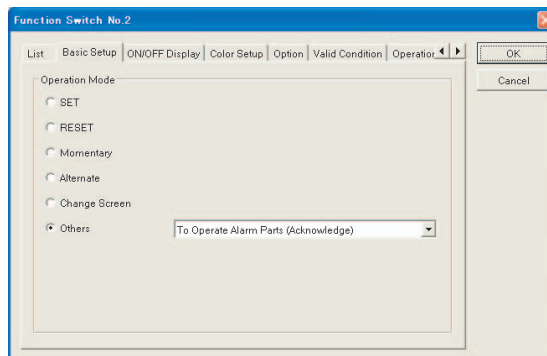 Function Switch No.2
List Basic Setup ON/OFF Display Color Setup Option Valid Condition Operation
OK
Cancel
Operation Mode
SET
RESET
Momentary
Alternate
Change Screen
Others To Operate Alarm Parts (Acknowledge)